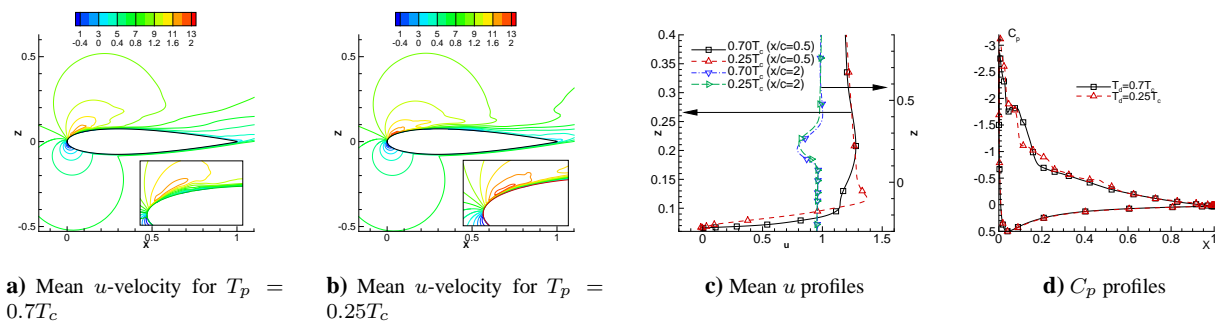 1 3 5 7 9 11 13
-0.4 0.4 1.2 1.6 2
1 3 5 7 9 11 13
-0.4 0.4 1.2 1.6 2
0.5
0
-0.5
z
0 0.5 1
x
0.5
0
-0.5
z
0 0.5 1
x
0.70T_c (x/c=0.5)
0.25T_c (x/c=0.5)
0.70T_c (x/c=2)
0.25T_c (x/c=2)
0.4
0.35
0.3
0.25
0.2
0.15
0.1
z
0.5
0
z
0 0.5 1 1.5
u
C_p
-3
-2.5
-2
-1.5
-1
-0.5
0
0.5
T_d=0.7T_c
T_d=0.25T_c
0 0.2 0.4 0.6 0.8 1
X
a) Mean u-velocity for T_p =
0.7T_c
b) Mean u-velocity for T_p =
0.25T_c
c) Mean u profiles
d) C_p profiles